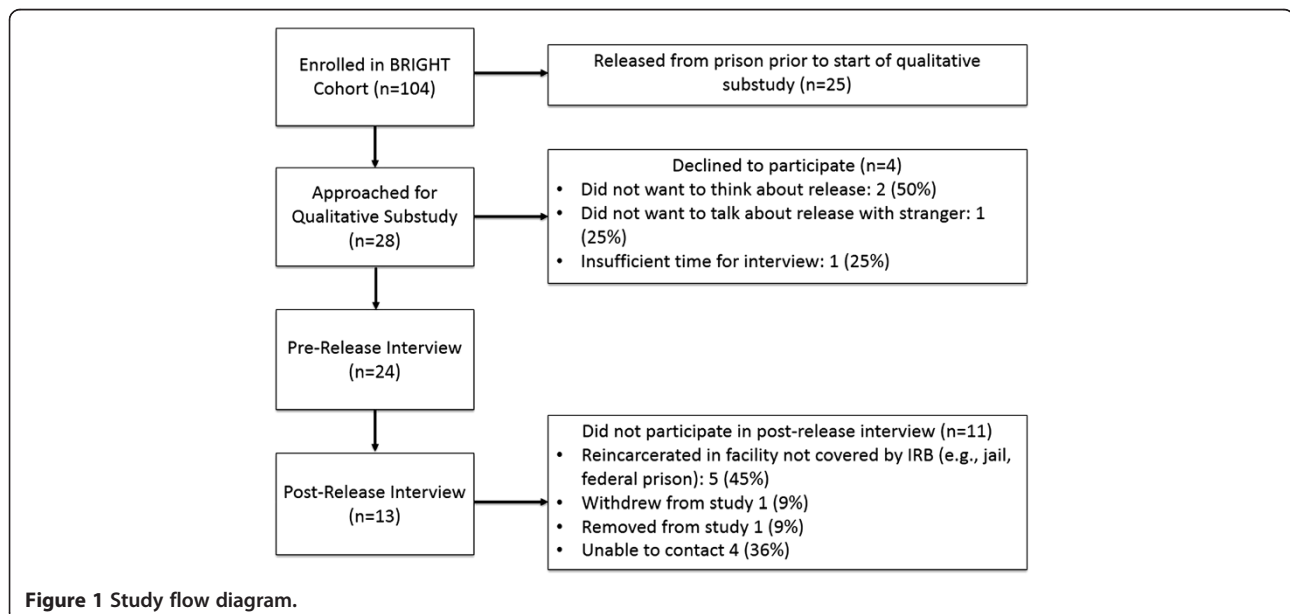 Enrolled in BRIGHT
Cohort (n=104)
Released from prison prior to start of qualitative
substudy (n=25)
Approached for
Qualitative Substudy
(n=28)
Declined to participate (n=4)
• Did not want to think about release: 2 (50%)
• Did not want to talk about release with stranger: 1
(25%)
• Insufficient time for interview: 1 (25%)
Pre-Release Interview
(n=24)
Post-Release Interview
(n=13)
Did not participate in post-release interview (n=11)
• Reincarcerated in facility not covered by IRB (e.g., jail,
federal prison): 5 (45%)
• Withdrew from study 1 (9%)
• Removed from study 1 (9%)
• Unable to contact 4 (36%)
Figure 1 Study flow diagram.